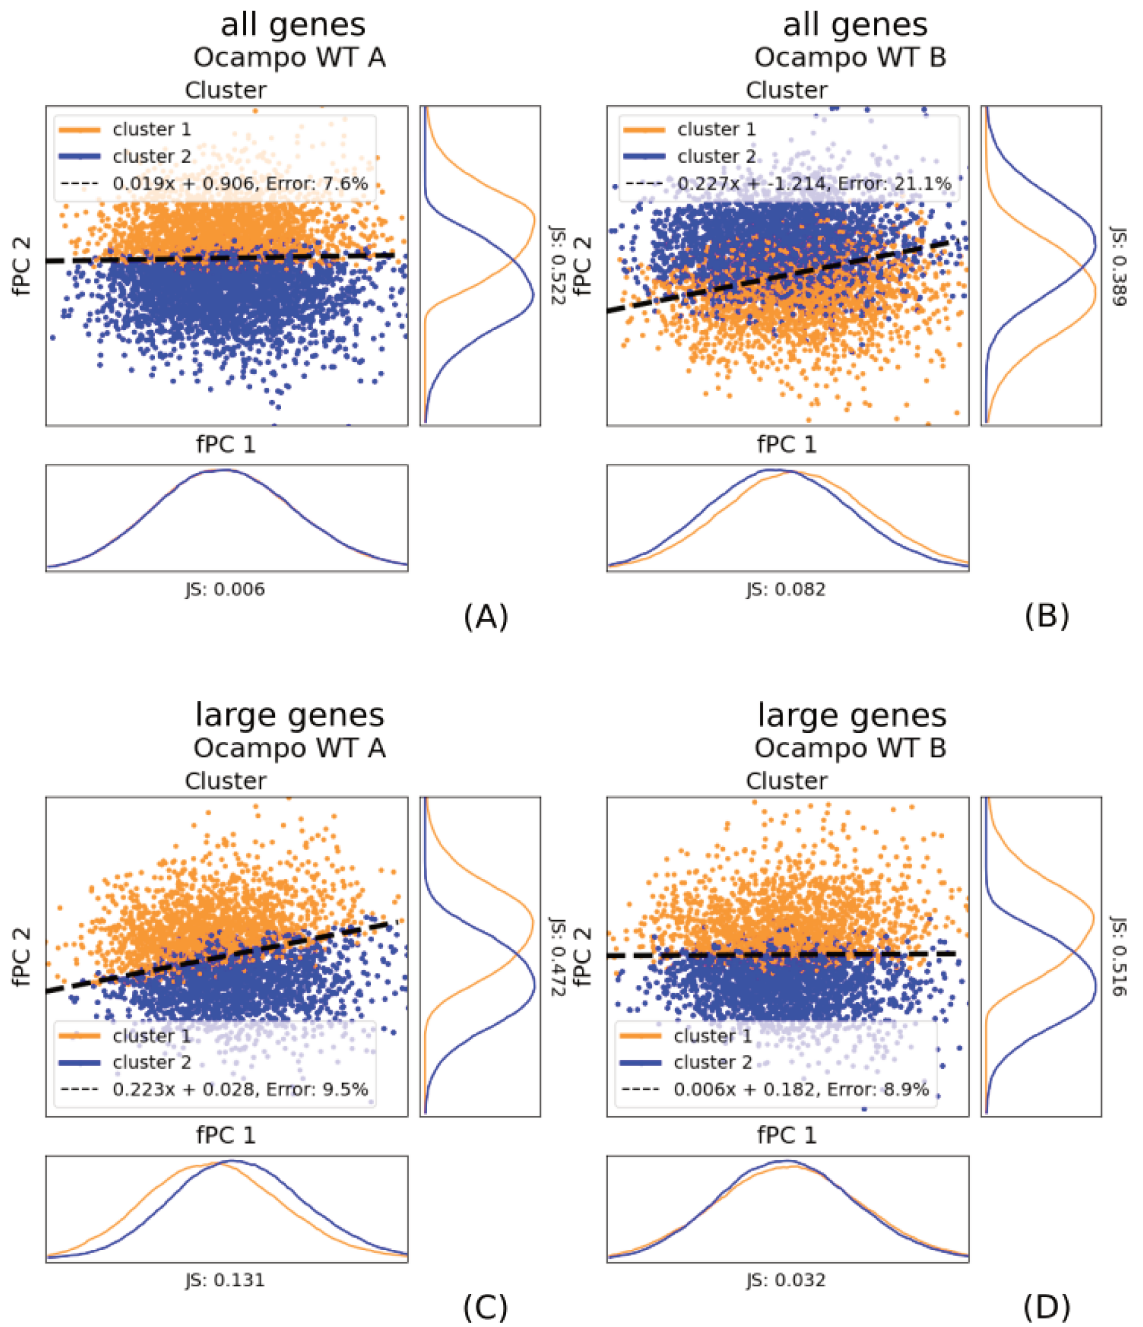 all genes
Ocampo WT A
Cluster
cluster 1
cluster 2
0.019x + 0.906, Error: 7.6%
fPC 2
JS: 0.522
fPC 1
JS: 0.006
(A)
all genes
Ocampo WT B
Cluster
cluster 1
cluster 2
0.227x + -1.214, Error: 21.1%
fPC 2
JS: 0.389
fPC 1
JS: 0.082
(B)
large genes
Ocampo WT A
Cluster
cluster 1
cluster 2
0.223x + 0.028, Error: 9.5%
fPC 2
JS: 0.472
fPC 1
JS: 0.131
(C)
large genes
Ocampo WT B
Cluster
cluster 1
cluster 2
0.006x + 0.182, Error: 8.9%
fPC 2
JS: 0.516
fPC 1
JS: 0.032
(D)